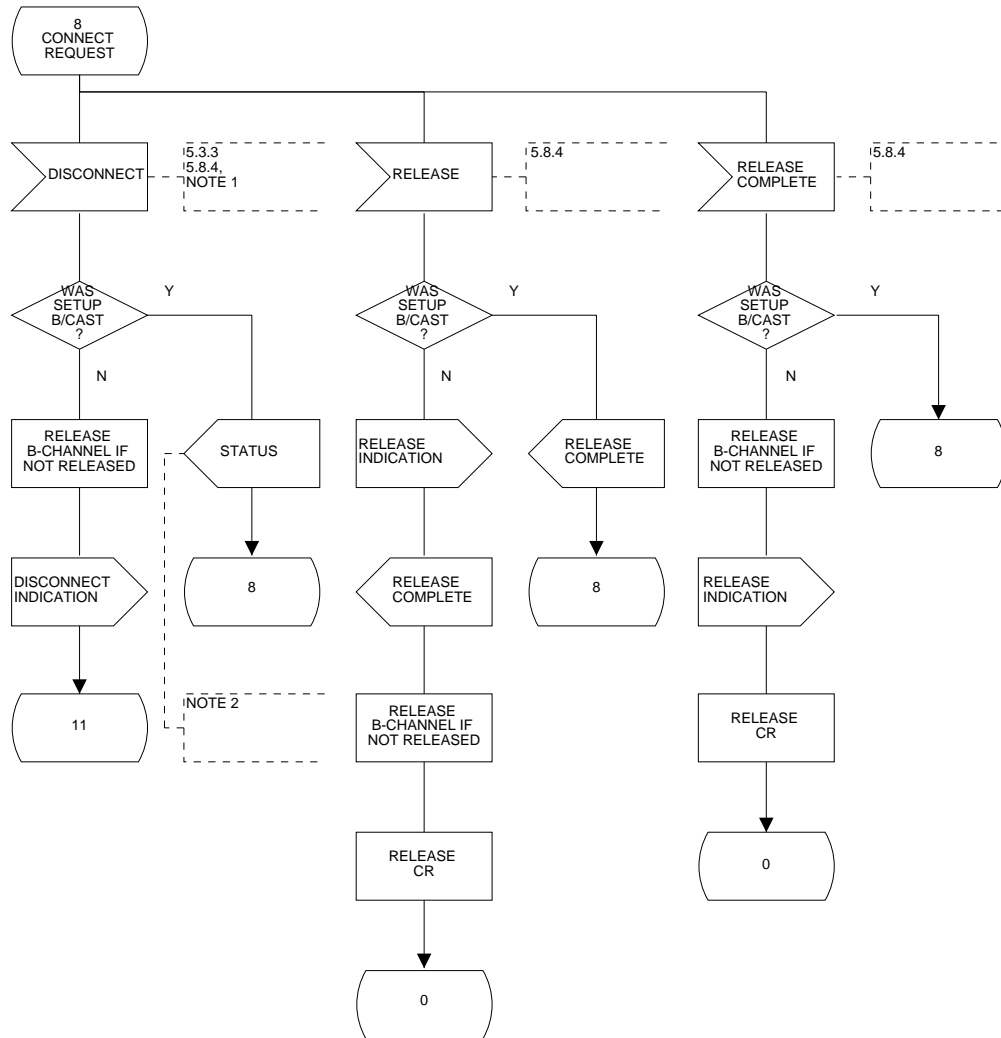 8
CONNECT
REQUEST
DISCONNECT
5.3.3
5.8.4,
NOTE 1
RELEASE
5.8.4
RELEASE
COMPLETE
5.8.4
WAS
SETUP
B/CAST
?
Y
N
WAS
SETUP
B/CAST
?
Y
N
WAS
SETUP
B/CAST
?
Y
N
RELEASE
B-CHANNEL IF
NOT RELEASED
STATUS
RELEASE
INDICATION
RELEASE
COMPLETE
RELEASE
B-CHANNEL IF
NOT RELEASED
8
DISCONNECT
INDICATION
8
RELEASE
COMPLETE
8
RELEASE
INDICATION
11
NOTE 2
RELEASE
B-CHANNEL IF
NOT RELEASED
RELEASE
CR
RELEASE
CR
0
0